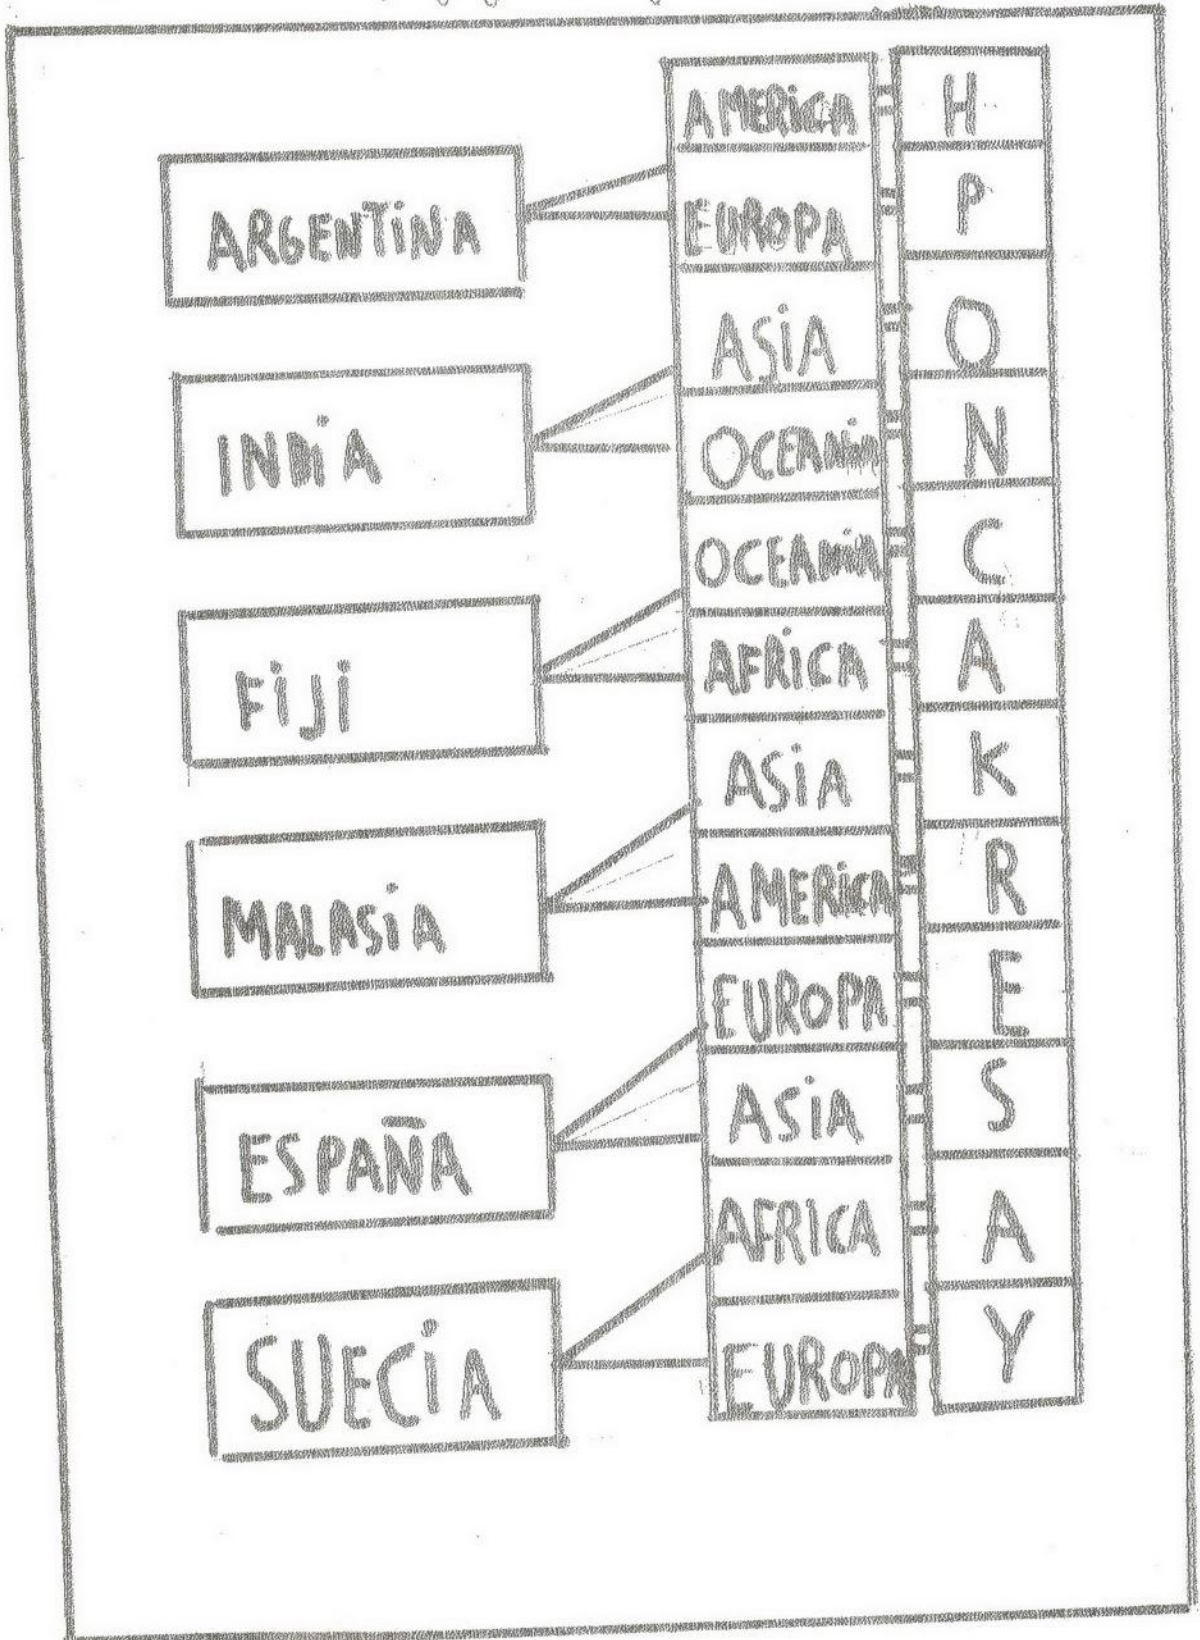 AMERiCA H
EUROPA P
ARGENTiNA
ASiA O
OCEANiA N
INDiA
OCEANiA C
AFRiCA A
FiJi
ASiA K
AMERiCA R
MALASiA
EUROPA E
ASiA S
ESPAÑA
AFRICA A
EUROPA Y
SUECiA